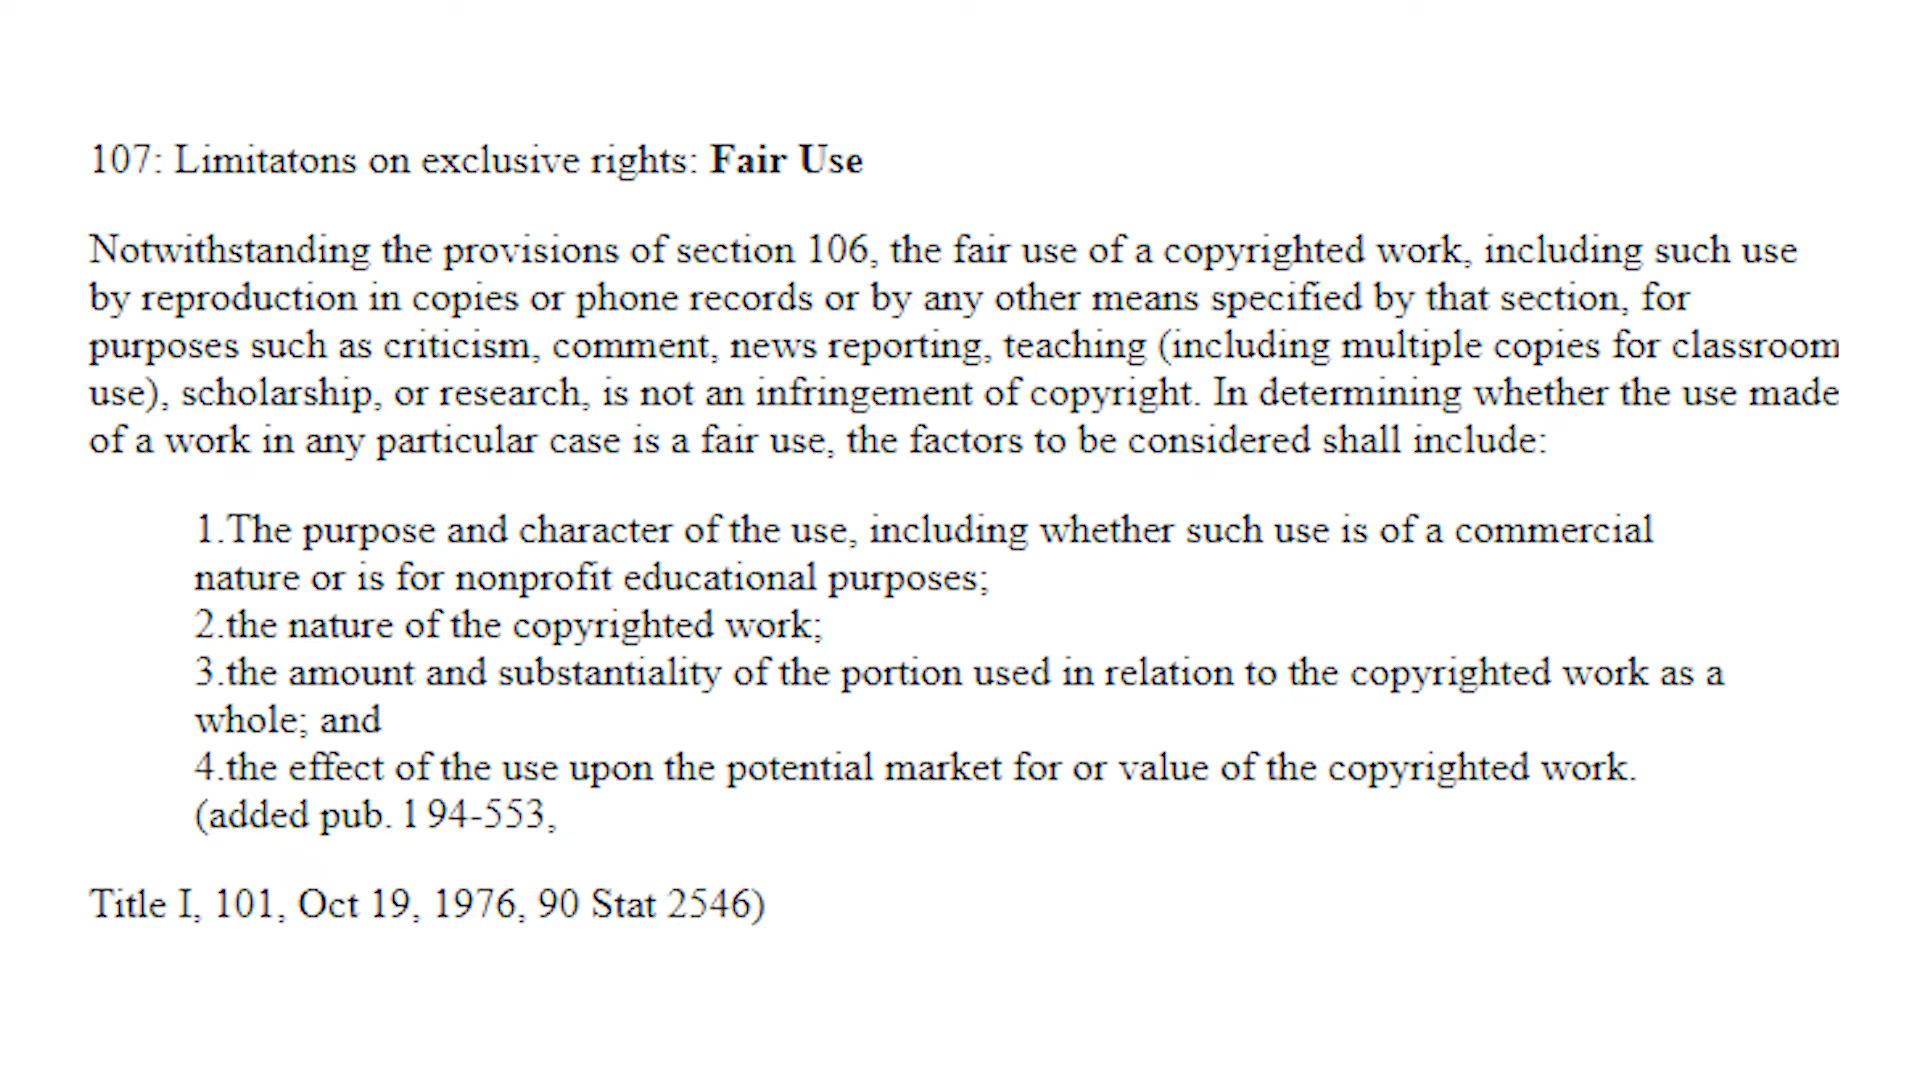 107: Limitatons on exclusive rights: Fair Use
Notwithstanding the provisions of section 106, the fair use of a copyrighted work, including such use
by reproduction in copies or phone records or by any other means specified by that section, for
purposes such as criticism, comment, news reporting, teaching (including multiple copies for classroom
use), scholarship, or research, is not an infringement of copyright. In determining whether the use made
of a work in any particular case is a fair use, the factors to be considered shall include:
1.The purpose and character of the use, including whether such use is of a commercial
nature or is for nonprofit educational purposes;
2.the nature of the copyrighted work;
3.the amount and substantiality of the portion used in relation to the copyrighted work as a
whole; and
4.the effect of the use upon the potential market for or value of the copyrighted work.
(added pub. l 94-553,
Title I, 101, Oct 19, 1976, 90 Stat 2546)